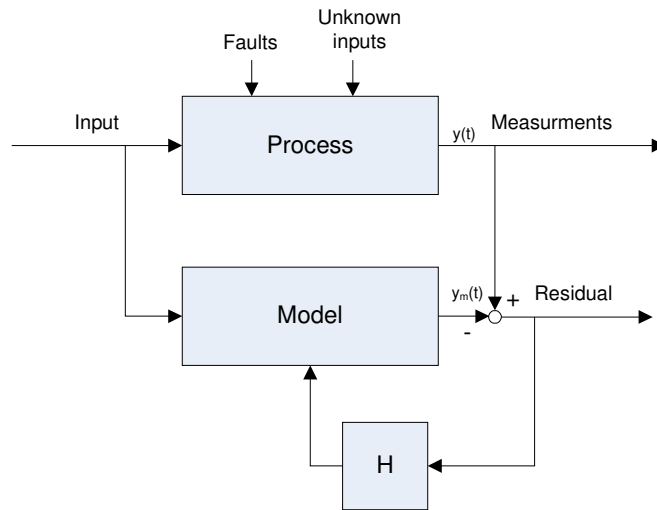 Unknown
inputs
Faults
Input
Process
y(t)
Measurments
Model
ym(t)
+
-
Residual
H